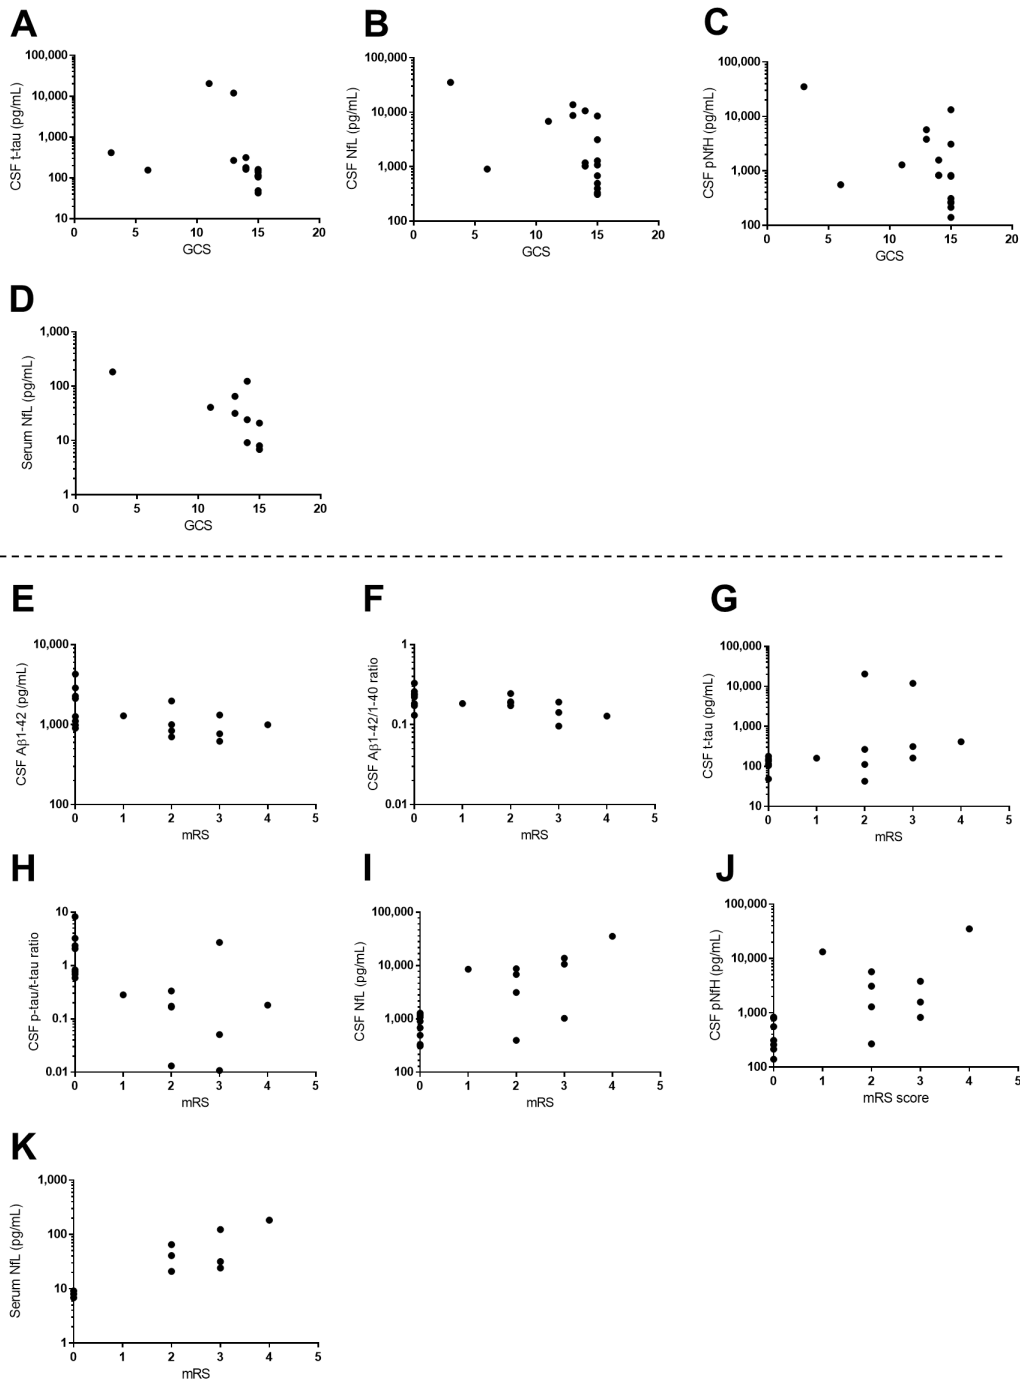 A
CSF t-tau (pg/mL)
100,000
10,000
1,000
100
10
0 5 10 15 20
GCS
B
CSF NfL (pg/mL)
100,000
10,000
1,000
100
0 5 10 15 20
GCS
C
CSF pNfH (pg/mL)
100,000
10,000
1,000
100
0 5 10 15 20
GCS
D
Serum NfL (pg/mL)
1,000
100
10
1
0 5 10 15 20
GCS
E
CSF Aβ1-42 (pg/mL)
10,000
1,000
100
0 1 2 3 4 5
mRS
F
CSF Aβ1-42/1-40 ratio
1
0.1
0.01
0 1 2 3 4 5
mRS
G
CSF t-tau (pg/mL)
100,000
10,000
1,000
100
10
0 1 2 3 4 5
mRS
H
CSF p-tau/t-tau ratio
10
1
0.1
0.01
0 1 2 3 4 5
mRS
I
CSF NfL (pg/mL)
100,000
10,000
1,000
100
0 1 2 3 4 5
mRS
J
CSF pNfH (pg/mL)
100,000
10,000
1,000
100
0 1 2 3 4 5
mRS score
K
Serum NfL (pg/mL)
1,000
100
10
1
0 1 2 3 4 5
mRS